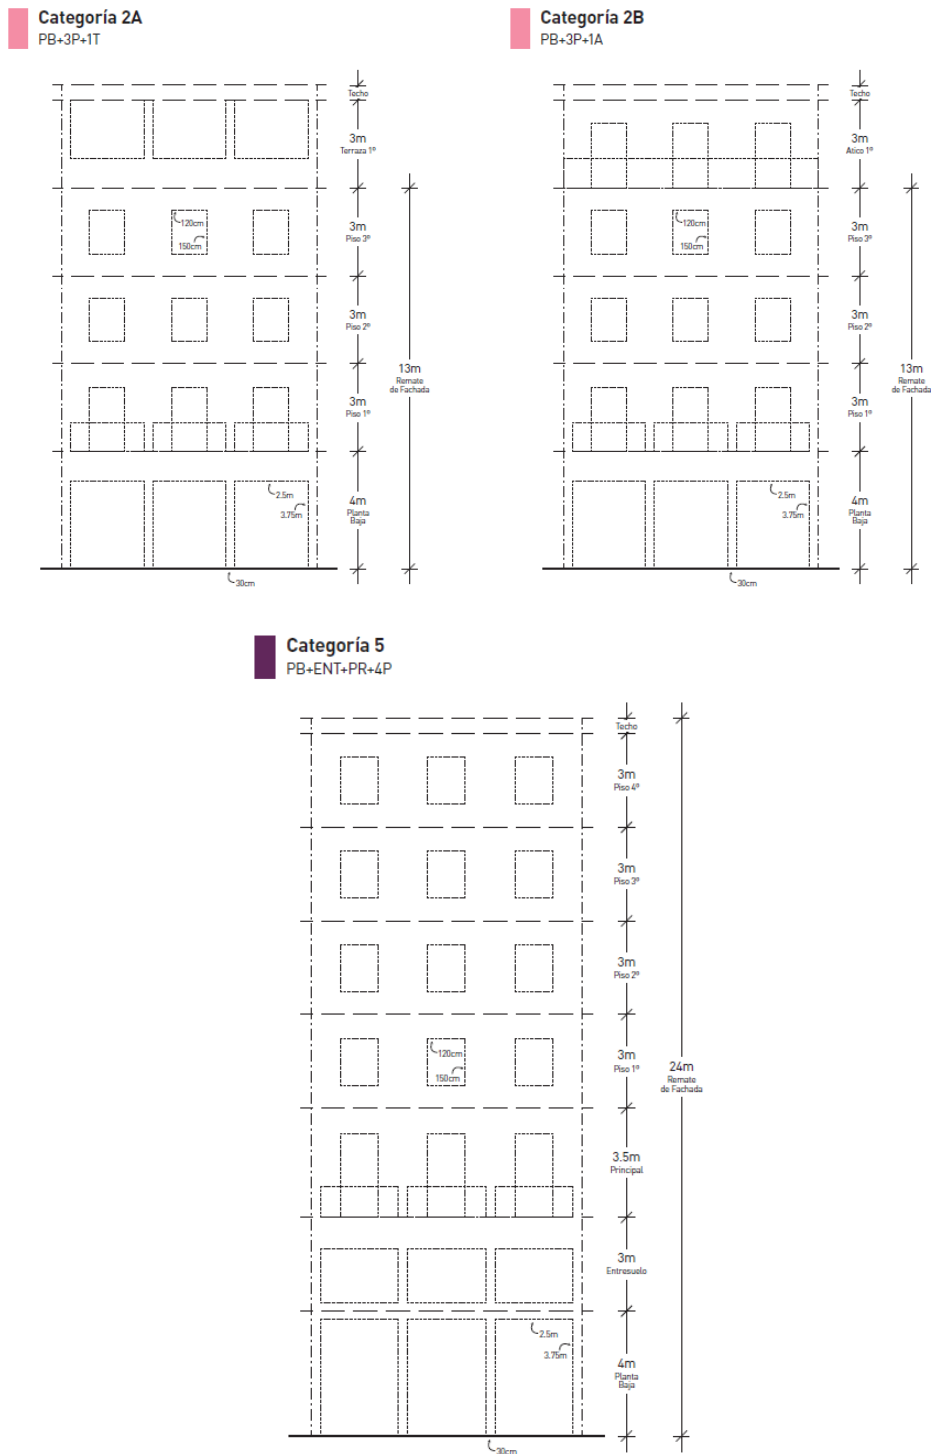 Categoría 2A
PB+3P+1T
Techo
3m
Terraza 1º
3m
Piso 3º
120cm
150cm
3m
Piso 2º
3m
Piso 1º
13m
Remate
de Fachada
4m
Planta
Baja
2.5m
3.75m
30cm
Categoría 2B
PB+3P+1A
Techo
3m
Atico 1º
3m
Piso 3º
120cm
150cm
3m
Piso 2º
3m
Piso 1º
13m
Remate
de Fachada
4m
Planta
Baja
2.5m
3.75m
30cm
Categoría 5
PB+ENT+PR+4P
Techo
3m
Piso 4º
3m
Piso 3º
3m
Piso 2º
3m
Piso 1º
120cm
150cm
24m
Remate
de Fachada
3.5m
Principal
3m
Entresuelo
2.5m
3.75m
4m
Planta
Baja
30cm